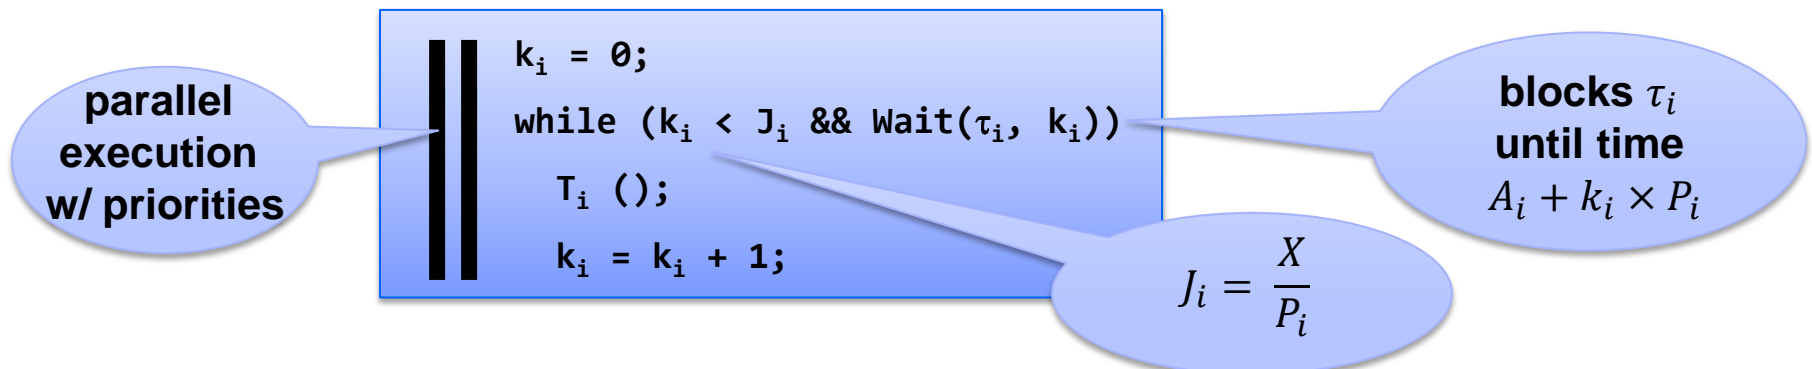 parallel
execution
w/ priorities
kᵢ = 0;
while (kᵢ < Jᵢ && Wait(τᵢ, kᵢ))
Tᵢ ();
kᵢ = kᵢ + 1;
blocks 𝜏ᵢ
until time
𝐴ᵢ + 𝑘ᵢ × 𝑃ᵢ
𝐽ᵢ = 𝑋 / 𝑃ᵢ